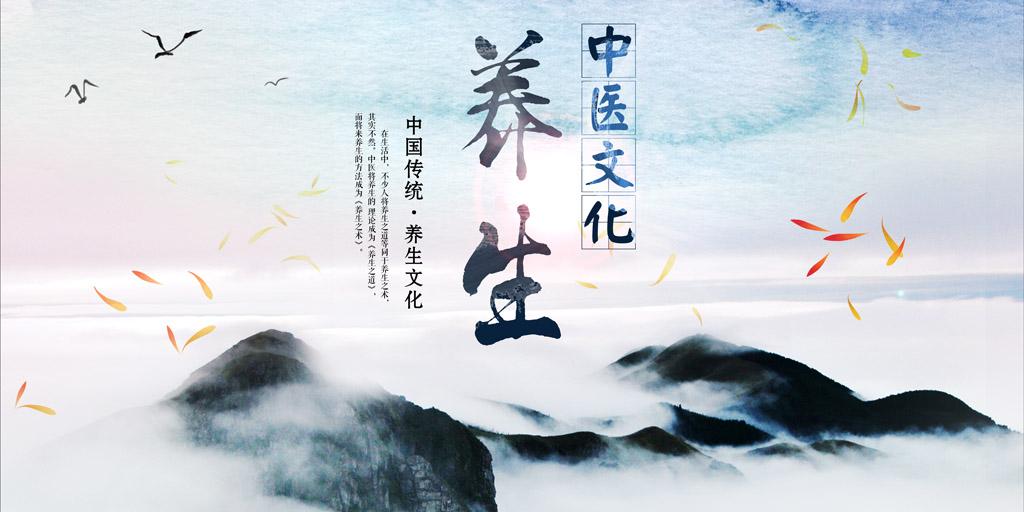 中医文化
养生
中国传统·养生文化
在生活中，不少人将养生之道等同于养生之术，
其实不然，中医将养生的理论成为《养生之道》，
而将来养生的方法成为《养生之术》。